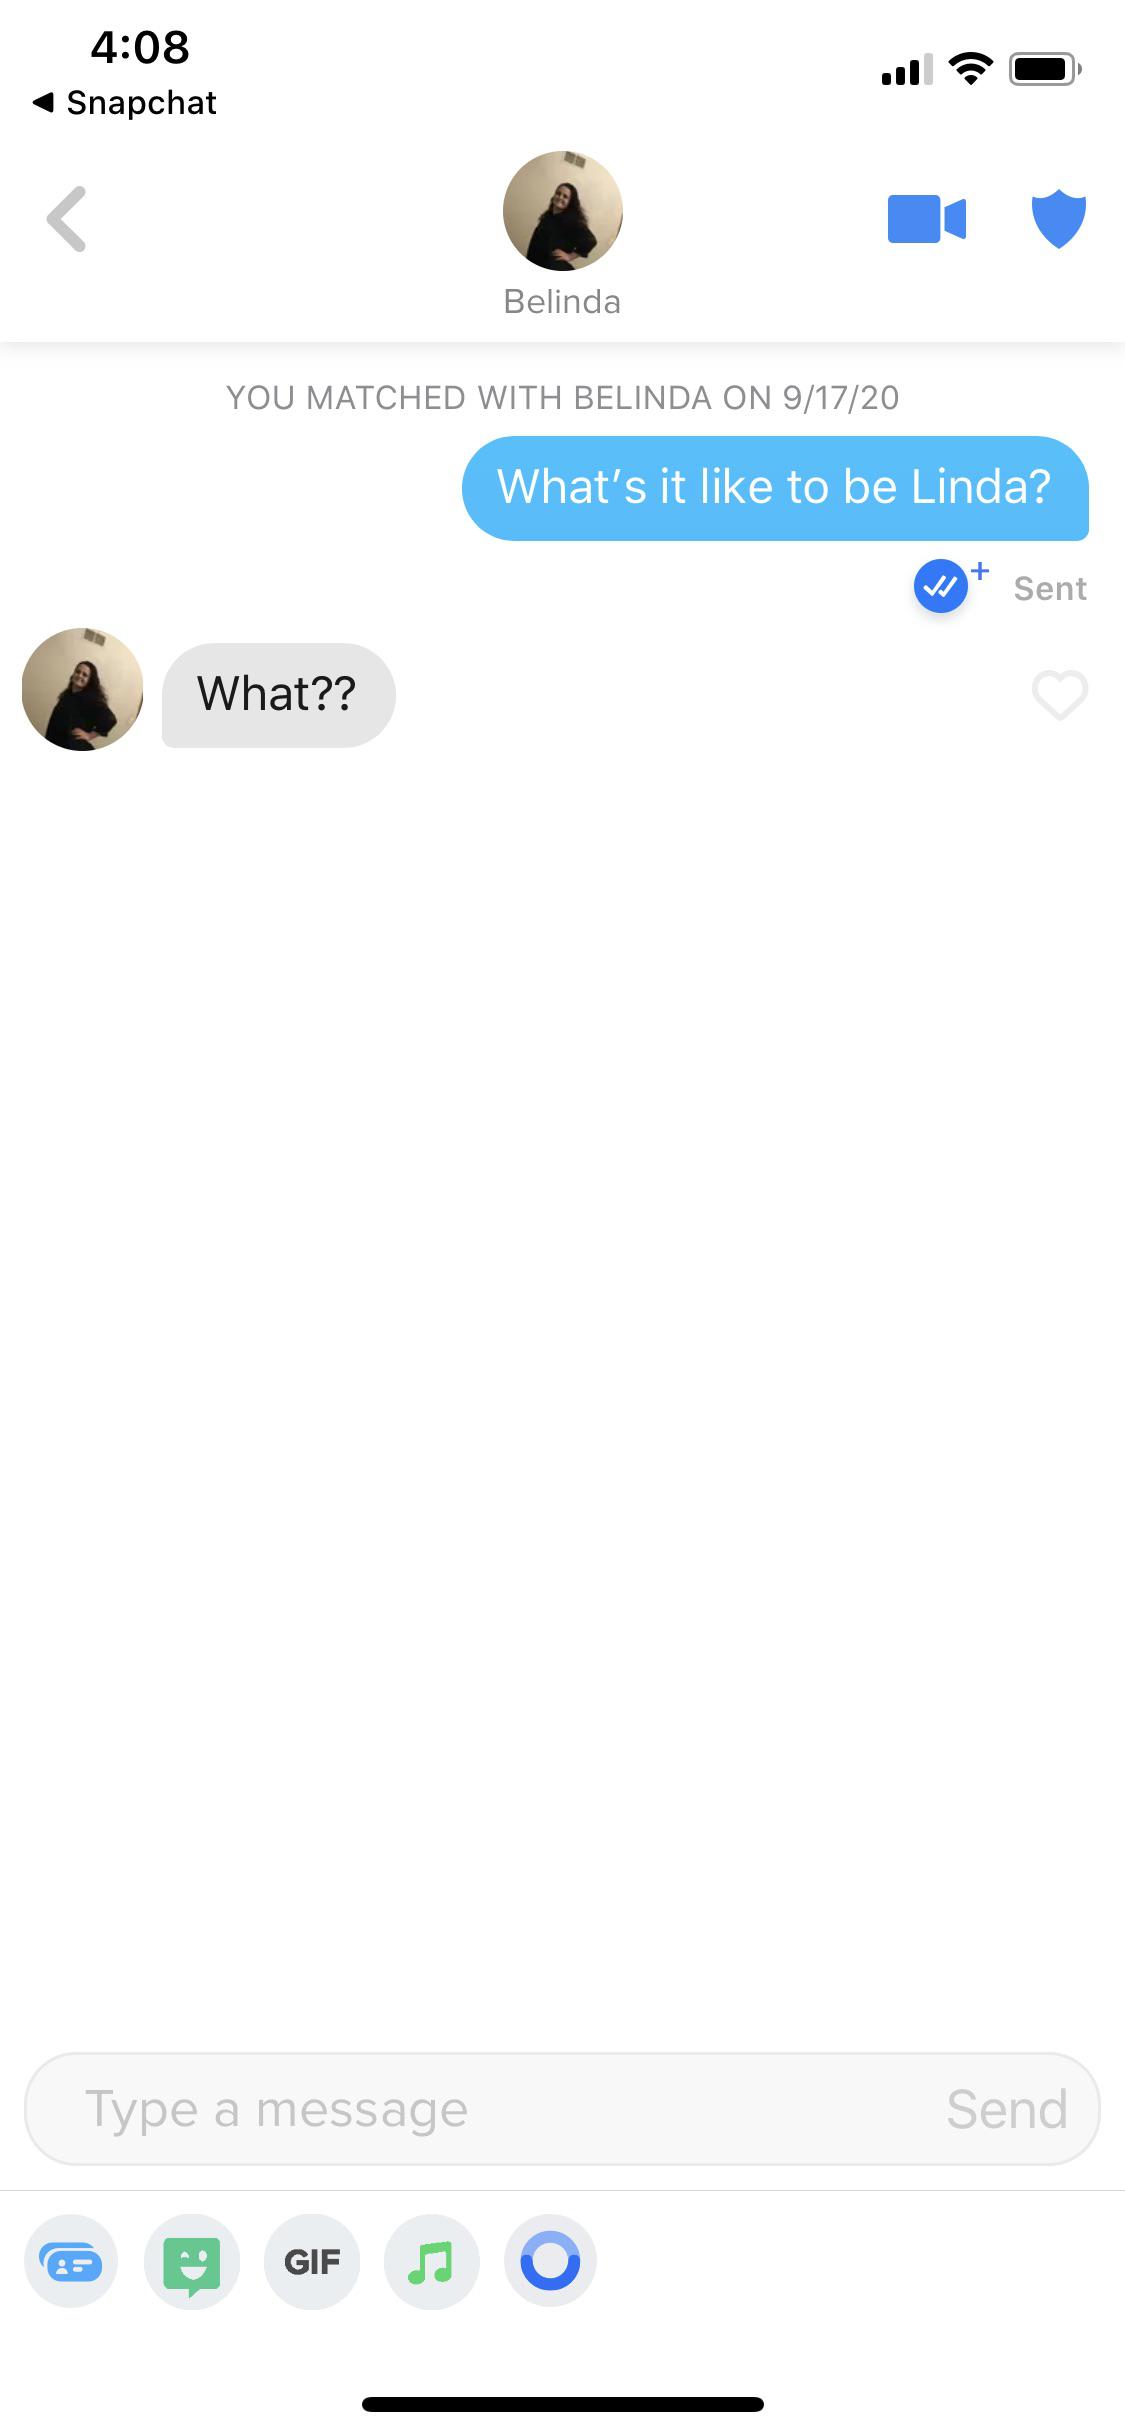 4:08
Snapchat
Belinda
YOU MATCHED WITH BELINDA ON 9/17/20
What's it like to be Linda?
Sent
What??
Type a message
Send
GIF